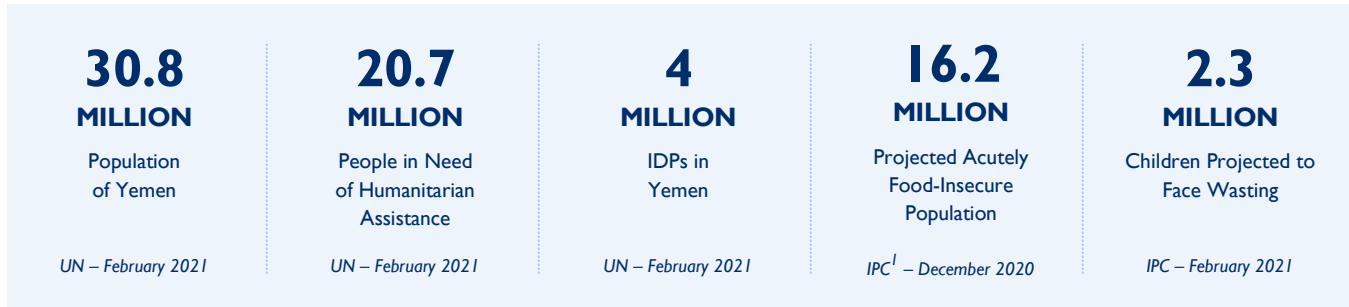 30.8
MILLION
Population
of Yemen
UN – February 2021
20.7
MILLION
People in Need
of Humanitarian
Assistance
UN – February 2021
4
MILLION
IDPs in
Yemen
UN – February 2021
16.2
MILLION
Projected Acutely
Food-Insecure
Population
IPC1 – December 2020
2.3
MILLION
Children Projected to
Face Wasting
IPC – February 2021